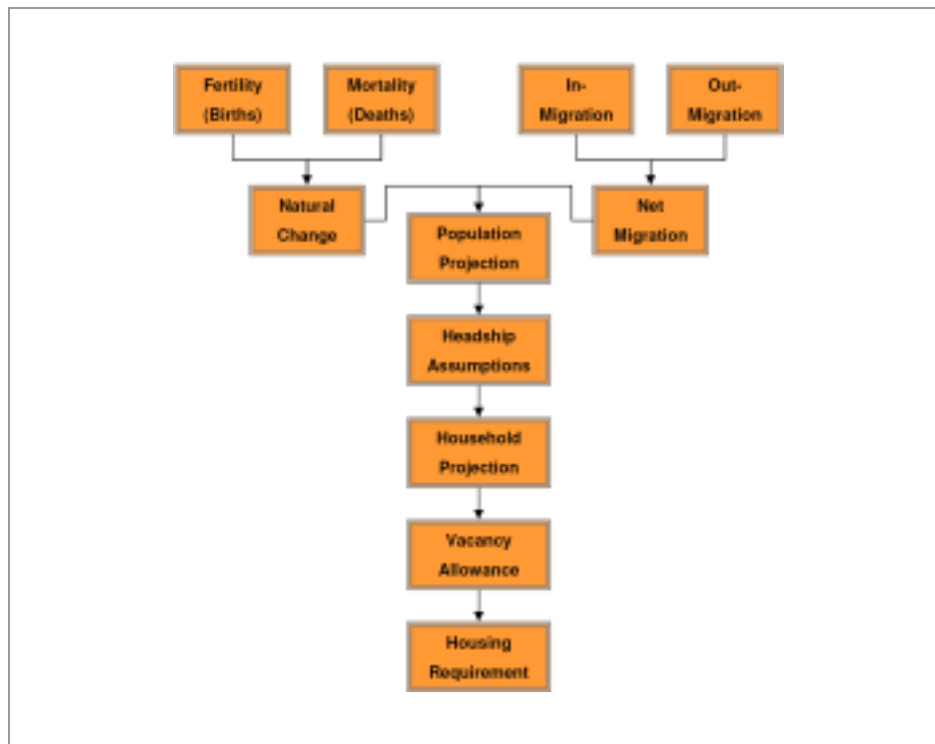 Fertility
(Births)
Mortality
(Deaths)
In-
Migration
Out-
Migration
Natural
Change
Net
Migration
Population
Projection
Headship
Assumptions
Household
Projection
Vacancy
Allowance
Housing
Requirement